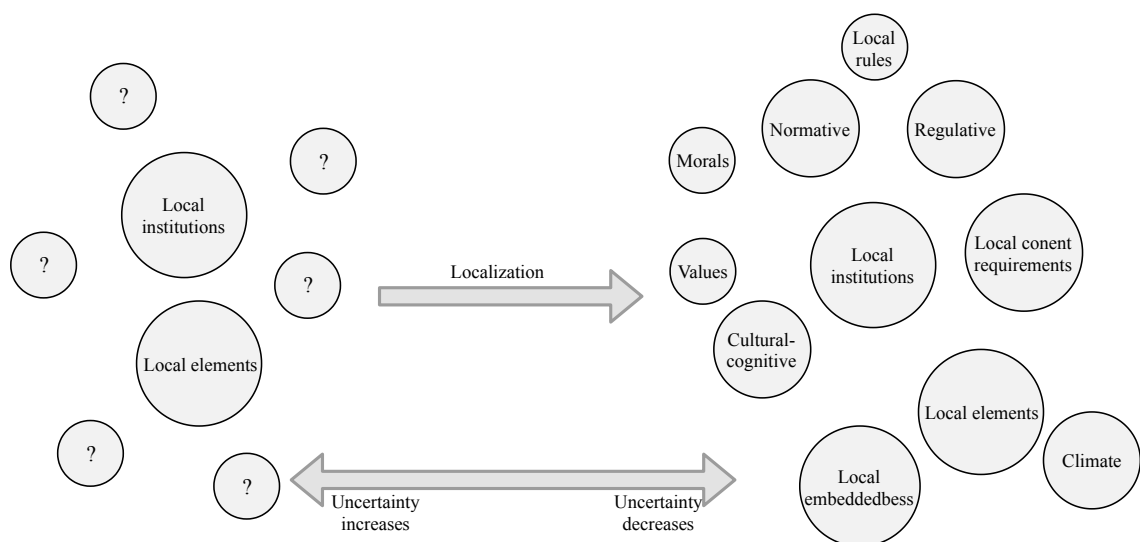 ?
?
Local
institutions
?
?
Local elements
?
?
Localization
Uncertainty
increases
Uncertainty
decreases
Local
rules
Normative
Regulative
Morals
Values
Local
institutions
Local conent
requirements
Cultural-
cognitive
Local elements
Local
embeddedbess
Climate